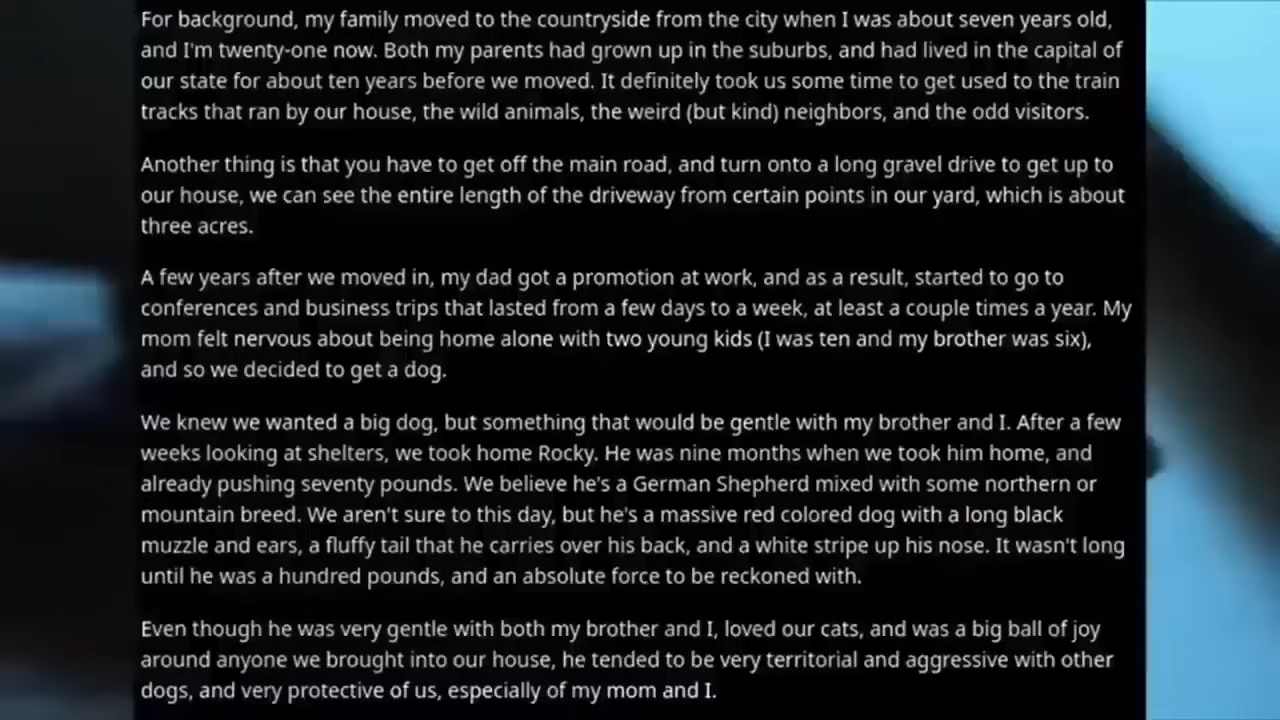 For background, my family moved to the countryside from the city when I was about seven years old,
and I'm twenty-one now. Both my parents had grown up in the suburbs, and had lived in the capital of
our state for about ten years before we moved. It definitely took us some time to get used to the train
tracks that ran by our house, the wild animals, the weird (but kind) neighbors, and the odd visitors.
Another thing is that you have to get off the main road, and turn onto a long gravel drive to get up to
our house, we can see the entire length of the driveway from certain points in our yard, which is about
three acres.
A few years after we moved in, my dad got a promotion at work, and as a result, started to go to
conferences and business trips that lasted from a few days to a week, at least a couple times a year. My
mom felt nervous about being home alone with two young kids (I was ten and my brother was six),
and so we decided to get a dog.
We knew we wanted a big dog, but something that would be gentle with my brother and I. After a few
weeks looking at shelters, we took home Rocky. He was nine months when we took him home, and
already pushing seventy pounds. We believe he's a German Shepherd mixed with some northern or
mountain breed. We aren't sure to this day, but he's a massive red colored dog with a long black
muzzle and ears, a fluffy tail that he carries over his back, and a white stripe up his nose. It wasn't long
until he was a hundred pounds, and an absolute force to be reckoned with.
Even though he was very gentle with both my brother and I, loved our cats, and was a big ball of joy
around anyone we brought into our house, he tended to be very territorial and aggressive with other
dogs, and very protective of us, especially of my mom and I.